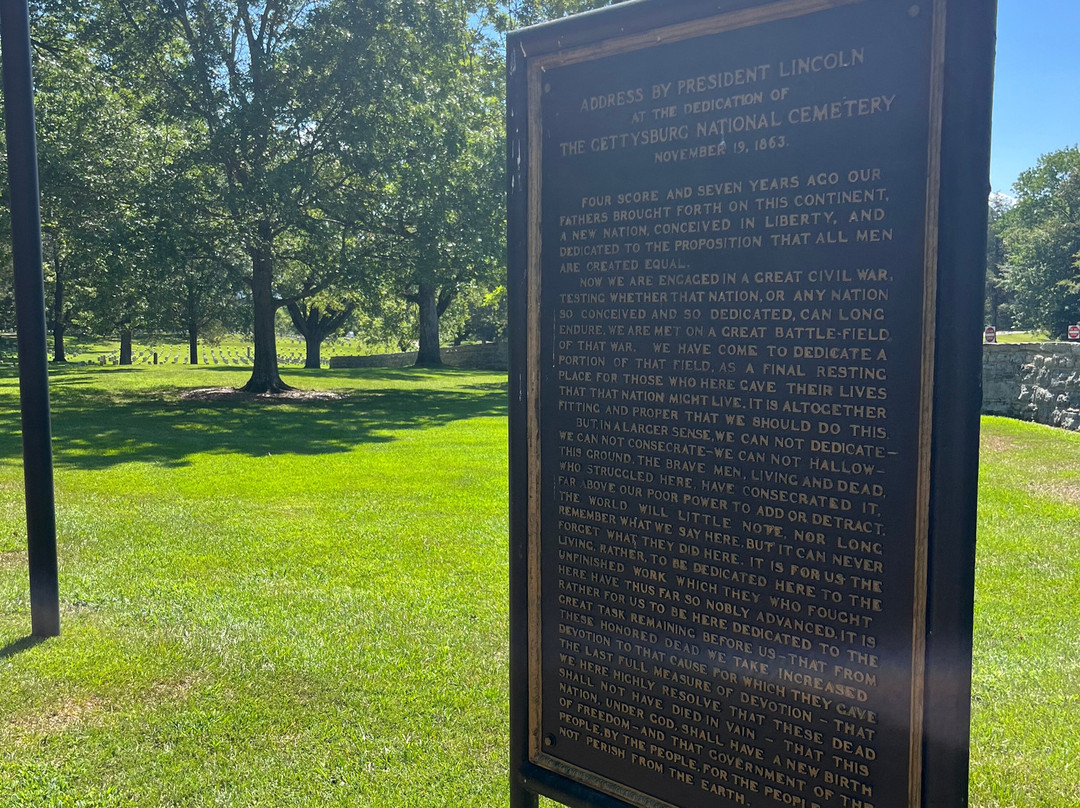 ADDRESS BY PRESIDENT LINCOLN
AT THE DEDICATION OF
THE GETTYSBURG NATIONAL CEMETERY
NOVEMBER 19, 1863.
FOUR SCORE AND SEVEN YEARS AGO OUR
FATHERS BROUGHT FORTH ON THIS CONTINENT,
A NEW NATION, CONCEIVED IN LIBERTY, AND
DEDICATED TO THE PROPOSITION THAT ALL MEN
ARE CREATED EQUAL.
NOW WE ARE ENGAGED IN A GREAT CIVIL WAR,
TESTING WHETHER THAT NATION, OR ANY NATION
SO CONCEIVED AND SO DEDICATED, CAN LONG
ENDURE. WE ARE MET ON A GREAT BATTLE-FIELD
OF THAT WAR. WE HAVE COME TO DEDICATE A
PORTION OF THAT FIELD, AS A FINAL RESTING
PLACE FOR THOSE WHO HERE GAVE THEIR LIVES
THAT THAT NATION MIGHT LIVE. IT IS ALTOGETHER
FITTING AND PROPER THAT WE SHOULD DO THIS.
BUT, IN A LARGER SENSE, WE CAN NOT DEDICATE-
WE CAN NOT CONSECRATE-WE CAN NOT HALLOW-
THIS GROUND. THE BRAVE MEN, LIVING AND DEAD,
WHO STRUGGLED HERE, HAVE CONSECRATED IT,
FAR ABOVE OUR POOR POWER TO ADD OR DETRACT.
THE WORLD WILL LITTLE NOTE, NOR LONG
REMEMBER WHAT WE SAY HERE, BUT IT CAN NEVER
FORGET WHAT THEY DID HERE. IT IS FOR US THE
LIVING, RATHER, TO BE DEDICATED HERE TO THE
UNFINISHED WORK WHICH THEY WHO FOUGHT
HERE HAVE THUS FAR SO NOBLY ADVANCED. IT IS
RATHER FOR US TO BE HERE DEDICATED TO THE
GREAT TASK REMAINING BEFORE US-THAT FROM
THESE HONORED DEAD WE TAKE INCREASED
DEVOTION TO THAT CAUSE FOR WHICH THEY GAVE
THE LAST FULL MEASURE OF DEVOTION - THAT
WE HERE HIGHLY RESOLVE THAT THESE DEAD
SHALL NOT HAVE DIED IN VAIN - THAT THIS
NATION, UNDER GOD, SHALL HAVE A NEW BIRTH
OF FREEDOM-AND THAT GOVERNMENT OF THE
PEOPLE, BY THE PEOPLE, FOR THE PEOPLE
NOT PERISH FROM THE EARTH.